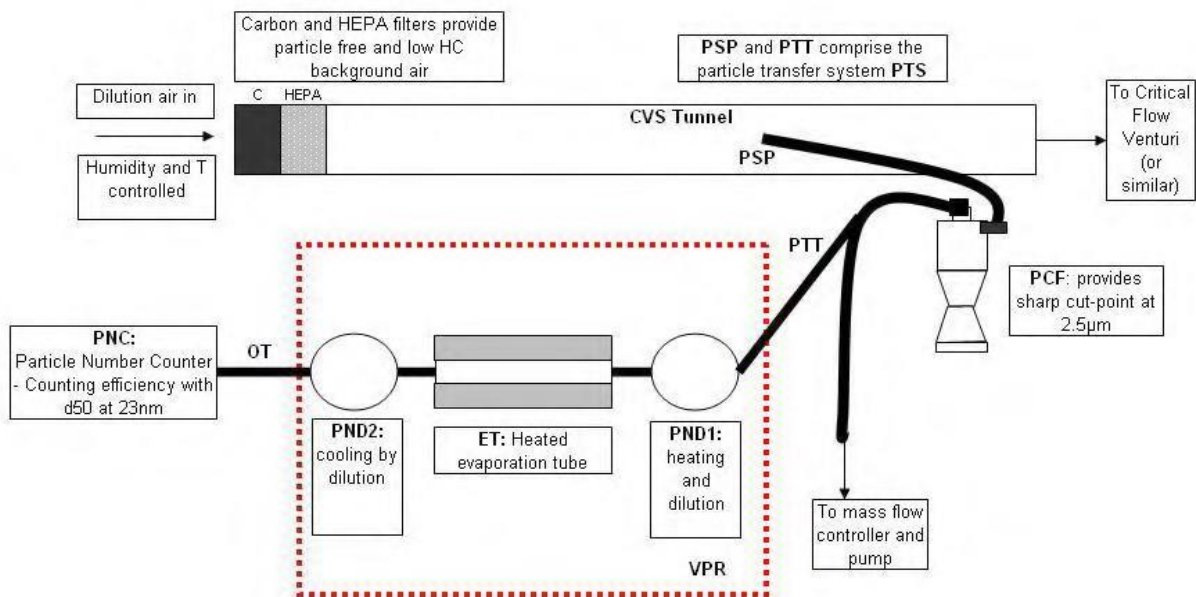 Carbon and HEPA filters provide
particle free and low HC
background air
PSP and PTT comprise the
particle transfer system PTS
Dilution air in
C
HEPA
CVS Tunnel
To Critical
Flow
Venturi
(or
similar)
Humidity and T
controlled
PSP
PTT
PCF: provides
sharp cut-point at
2.5µm
PNC:
Particle Number Counter
- Counting efficiency with
d50 at 23nm
OT
PND2:
cooling by
dilution
ET: Heated
evaporation tube
PND1:
heating
and
dilution
To mass flow
controller and
pump
VPR